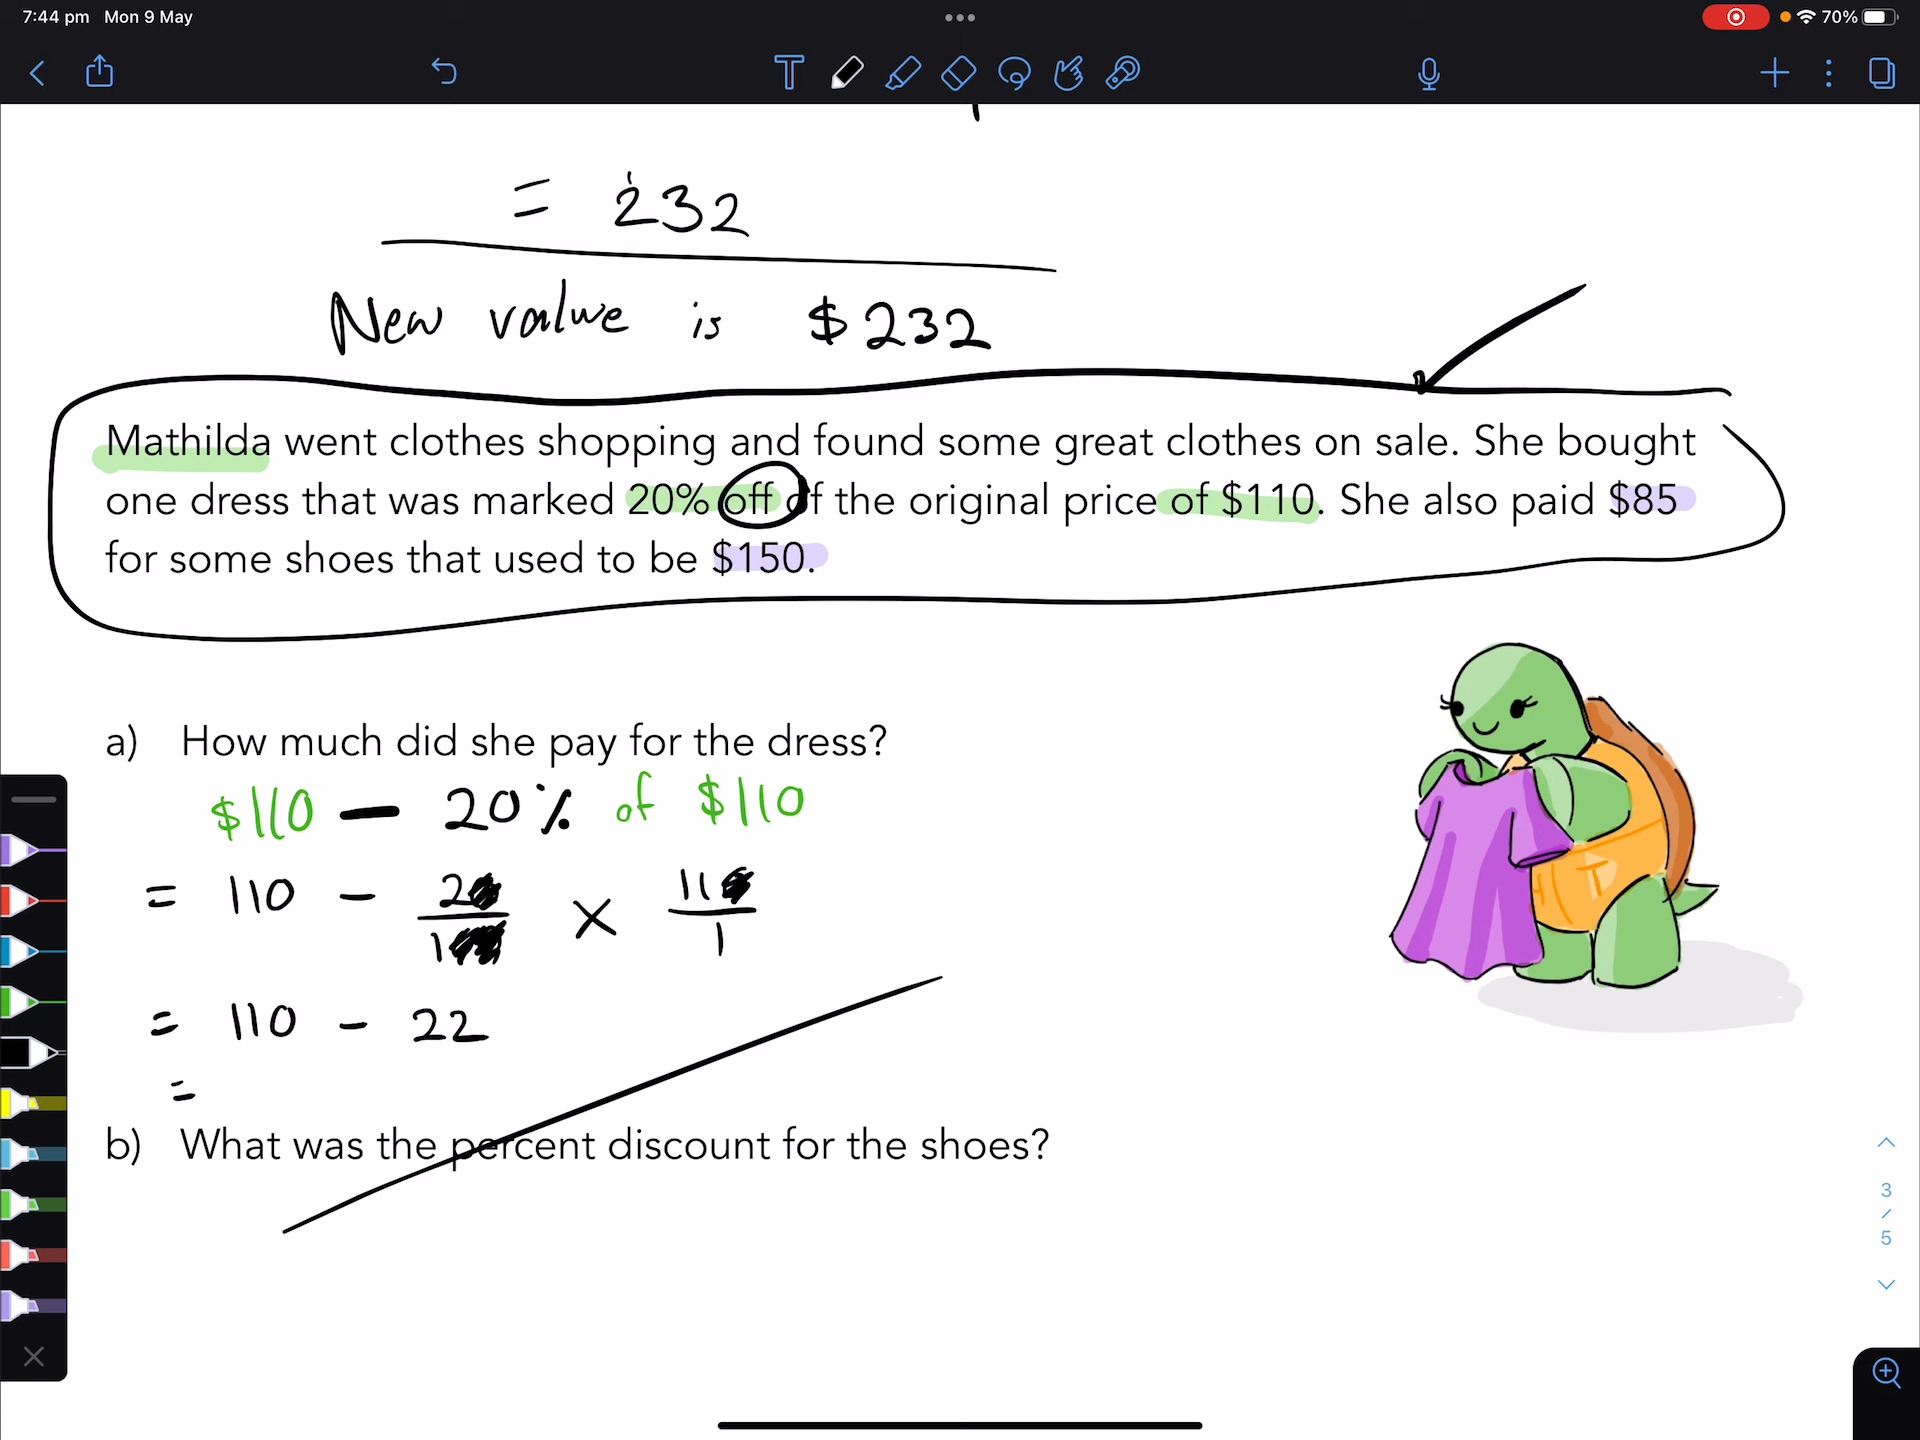 7:44 pm Mon 9 May
70%
= 232
New value is $232
Mathilda went clothes shopping and found some great clothes on sale. She bought
one dress that was marked 20% off of the original price of $110. She also paid $85
for some shoes that used to be $150.
a) How much did she pay for the dress?
$110 - 20% of $110
= 110 - 20/100 × 110/1
= 110 - 22
=
b) What was the percent discount for the shoes?
3
/
5